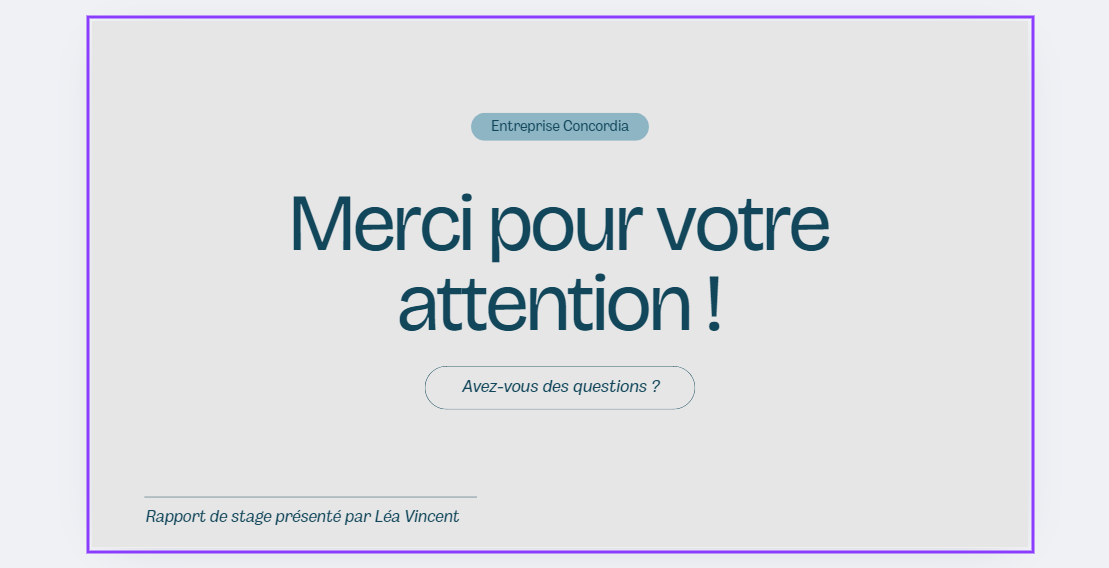 Entreprise Concordia
Merci pour votre
attention !
Avez-vous des questions ?
Rapport de stage présenté par Léa Vincent